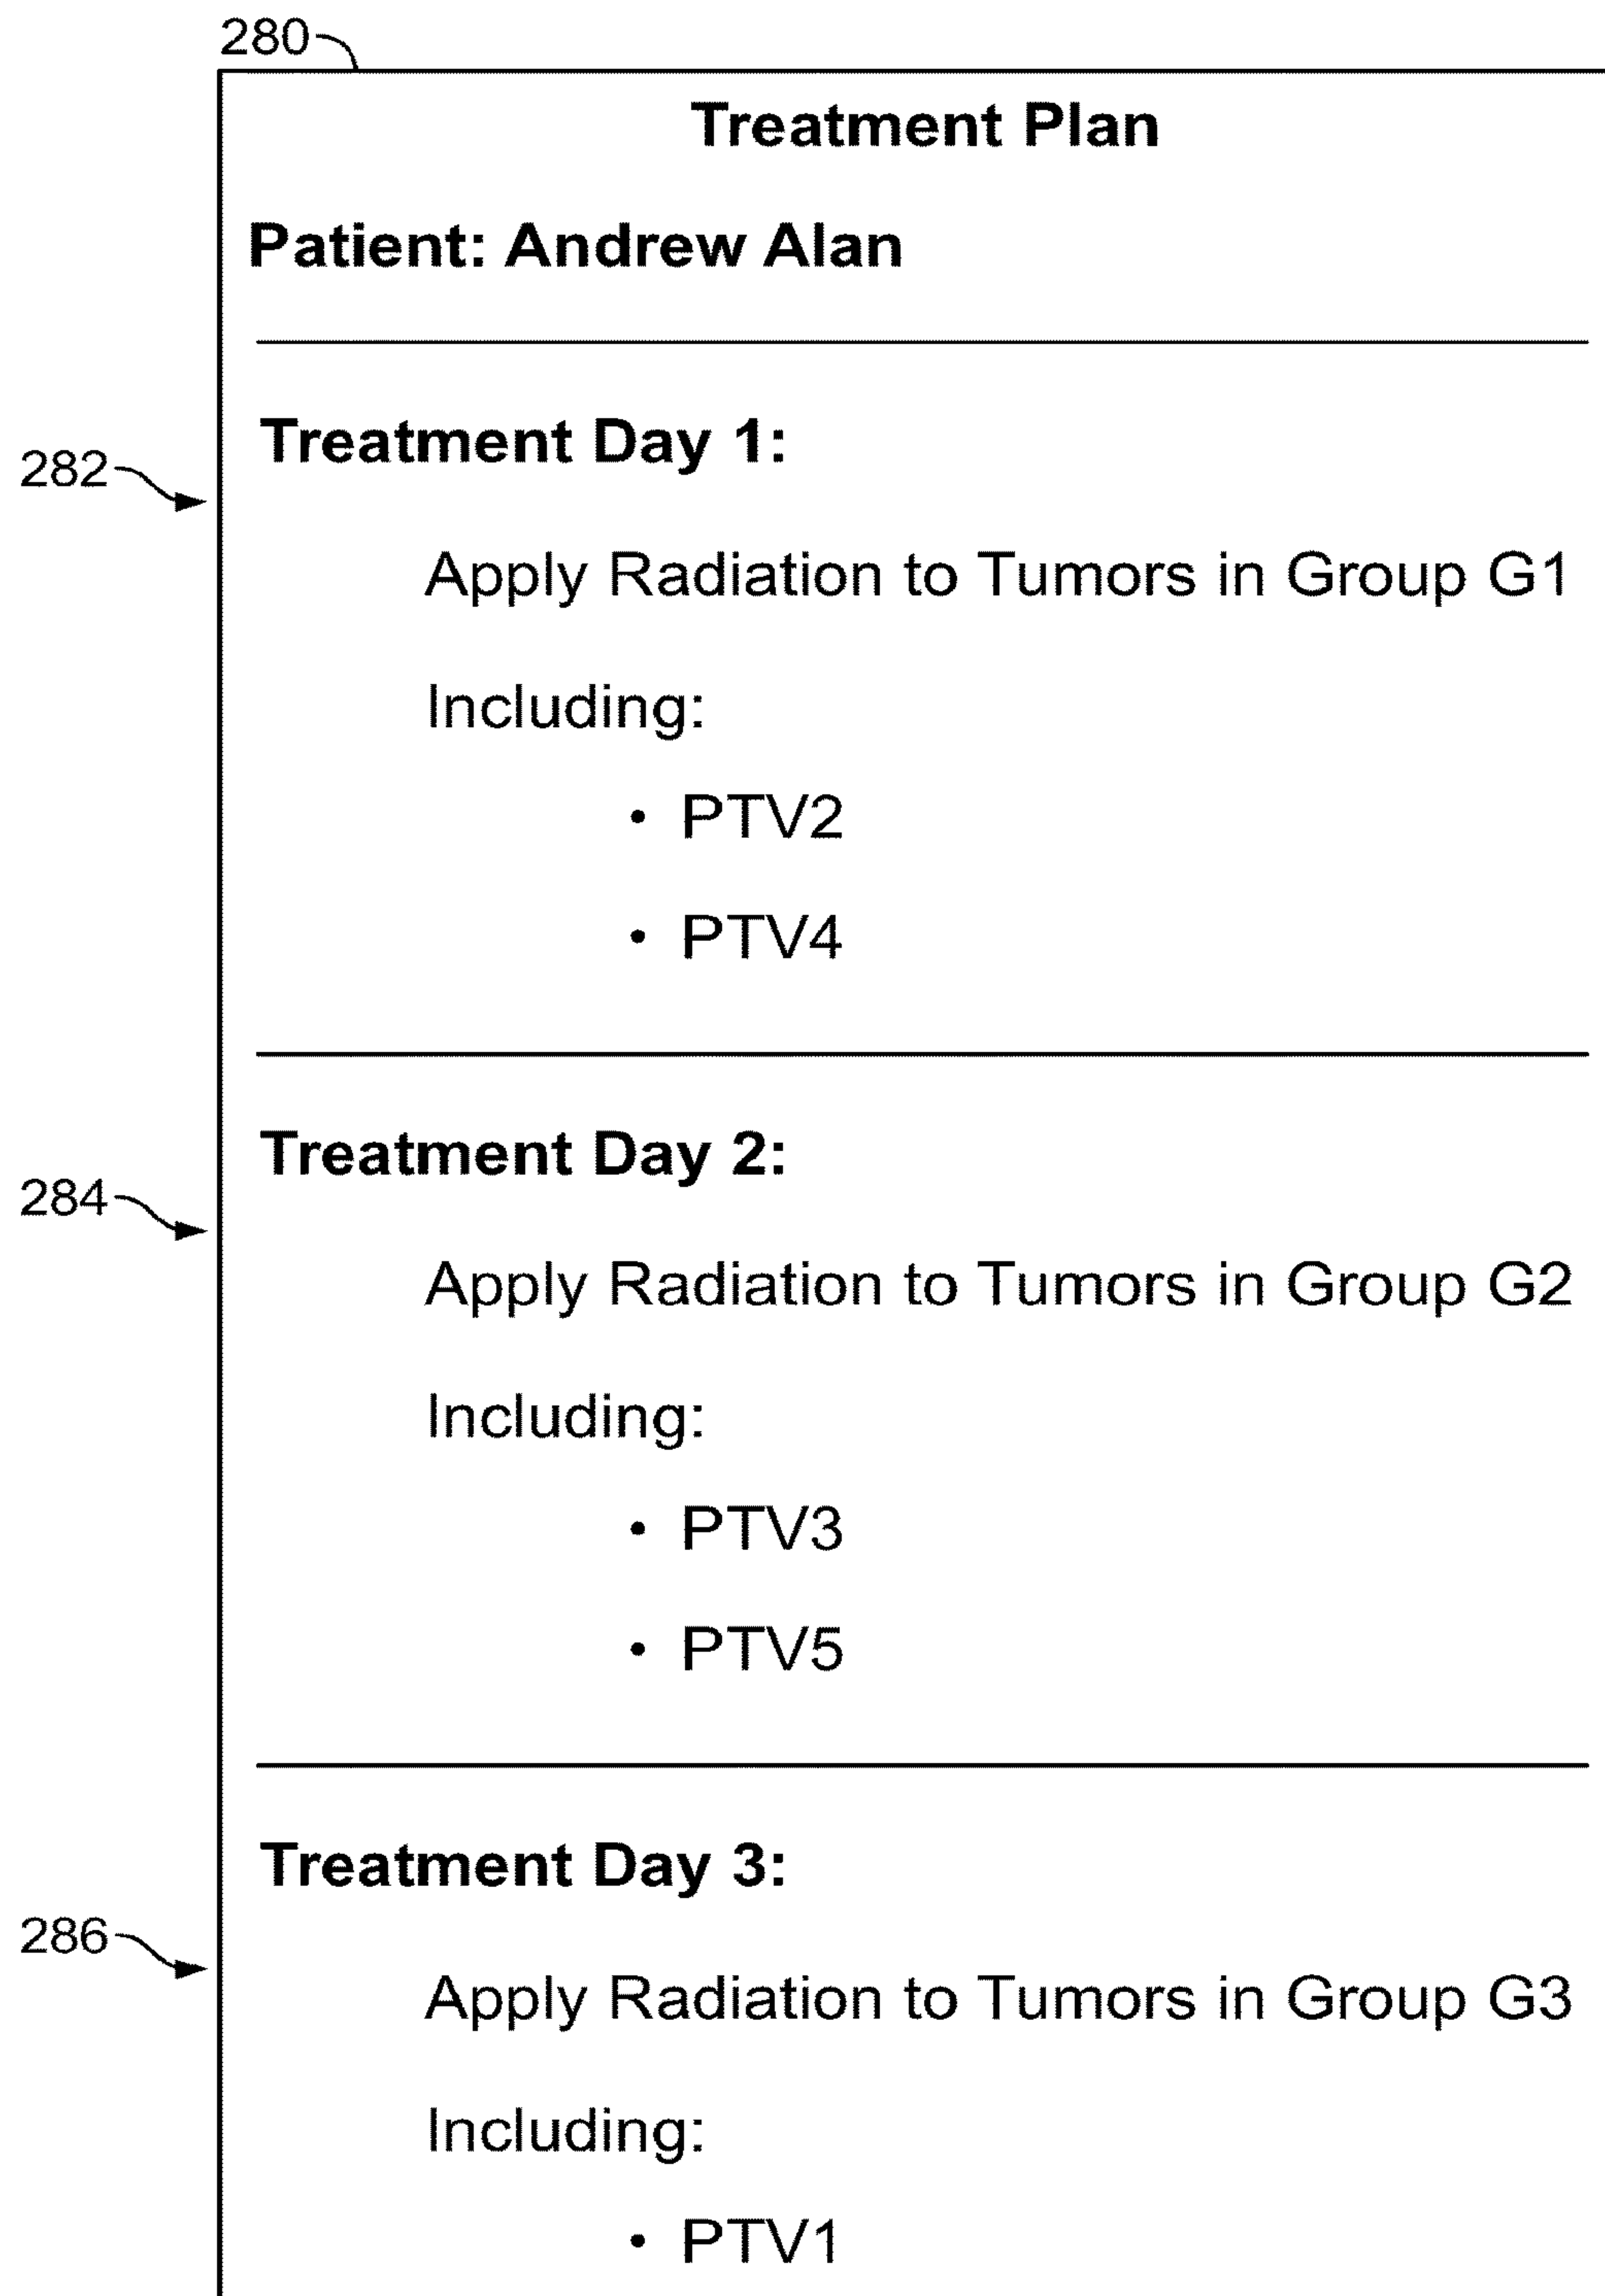 280
Treatment Plan
Patient: Andrew Alan
Treatment Day 1:
282
Apply Radiation to Tumors in Group G1
Including:
• PTV2
• PTV4
Treatment Day 2:
284
Apply Radiation to Tumors in Group G2
Including:
• PTV3
• PTV5
Treatment Day 3:
286
Apply Radiation to Tumors in Group G3
Including:
• PTV1